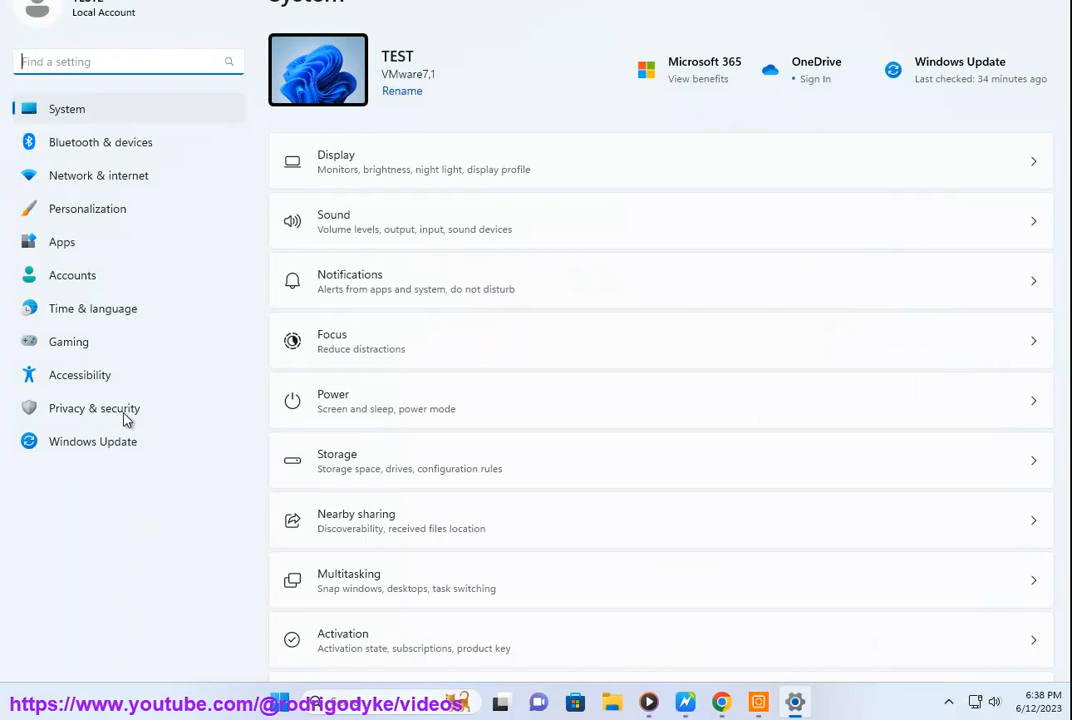 Local Account
System
Find a setting
TEST
VMware7,1
Rename
Microsoft 365
View benefits
OneDrive
• Sign In
Windows Update
Last checked: 34 minutes ago
System
Bluetooth & devices
Network & internet
Personalization
Apps
Accounts
Time & language
Gaming
Accessibility
Privacy & security
Windows Update
Display
Monitors, brightness, night light, display profile
Sound
Volume levels, output, input, sound devices
Notifications
Alerts from apps and system, do not disturb
Focus
Reduce distractions
Power
Screen and sleep, power mode
Storage
Storage space, drives, configuration rules
Nearby sharing
Discoverability, received files location
Multitasking
Snap windows, desktops, task switching
Activation
Activation state, subscriptions, product key
https://www.youtube.com/@rodrigodyke/videos
6:38 PM
6/12/2023